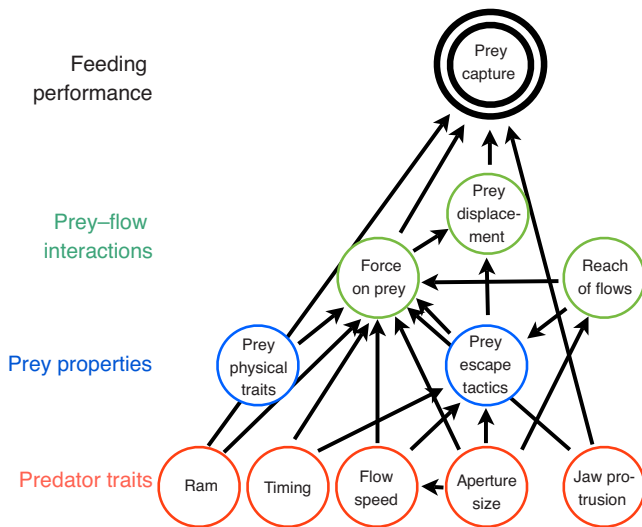 Feeding
performance
Prey
capture
Prey–flow
interactions
Prey
displace-
ment
Force
on prey
Reach
of flows
Prey properties
Prey
physical
traits
Prey
escape
tactics
Predator traits
Ram
Timing
Flow
speed
Aperture
size
Jaw pro-
trusion